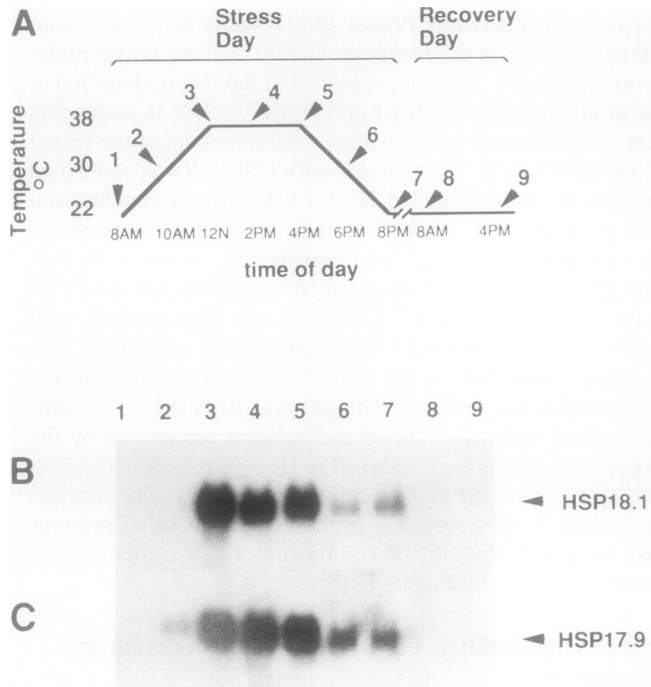 A
Stress Day
Recovery Day
Temperature °C
38
30
22
1
2
3
4
5
6
7
8
9
8AM 10AM 12N 2PM 4PM 6PM 8PM 8AM 4PM
time of day
1 2 3 4 5 6 7 8 9
B
HSP18.1
C
HSP17.9